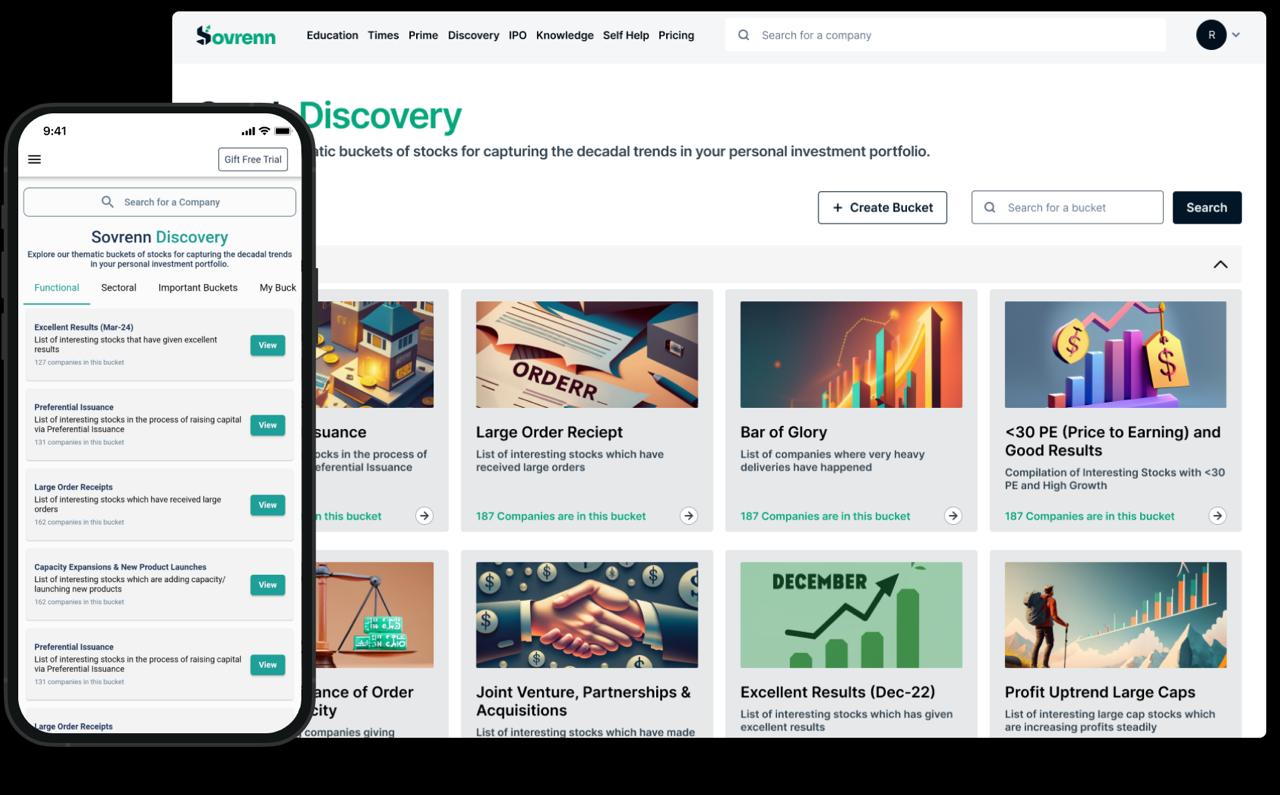 Sovrenn
Education Times Prime Discovery IPO Knowledge Self Help Pricing
Search for a company
R
Discovery
tic buckets of stocks for capturing the decadal trends in your personal investment portfolio.
+ Create Bucket
Search for a bucket
Search
suance
ocks in the process of
eferential Issuance
n this bucket
ORDERR
Large Order Reciept
List of interesting stocks which have
received large orders
187 Companies are in this bucket
Bar of Glory
List of companies where very heavy
deliveries have happened
187 Companies are in this bucket
$
$
<30 PE (Price to Earning) and
Good Results
Compilation of Interesting Stocks with <30
PE and High Growth
187 Companies are in this bucket
ance of Order
city
companies giving
Joint Venture, Partnerships &
Acquisitions
List of interesting stocks which have made
DECEMBER
Excellent Results (Dec-22)
List of interesting stocks which has given
excellent results
Profit Uptrend Large Caps
List of interesting large cap stocks which
are increasing profits steadily
9:41
Gift Free Trial
Search for a Company
Sovrenn Discovery
Explore our thematic buckets of stocks for capturing the decadal trends
in your personal investment portfolio.
Functional Sectoral Important Buckets My Buck
Excellent Results (Mar-24)
List of interesting stocks that have given excellent
results
127 companies in this bucket
View
Preferential Issuance
List of interesting stocks in the process of raising capital
via Preferential Issuance
131 companies in this bucket
View
Large Order Receipts
List of interesting stocks which have received large
orders
162 companies in this bucket
View
Capacity Expansions & New Product Launches
List of interesting stocks which are adding capacity/
launching new products
162 companies in this bucket
View
Preferential Issuance
List of interesting stocks in the process of raising capital
via Preferential Issuance
131 companies in this bucket
View
Large Order Receipts